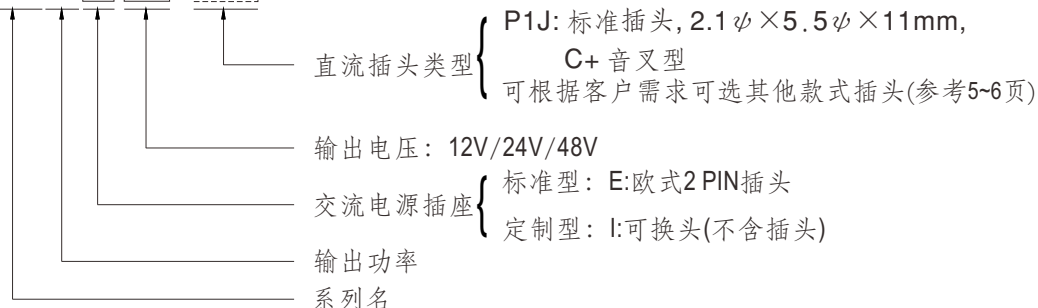 P1J: 标准插头, 2.1ψ×5.5ψ×11mm,
直流插头类型{ C+ 音叉型
可根据客户需求可选其他款式插头(参考5~6页)
输出电压: 12V/24V/48V
标准型: E:欧式2 PIN插头
交流电源插座{
定制型: I:可换头(不含插头)
输出功率
系列名